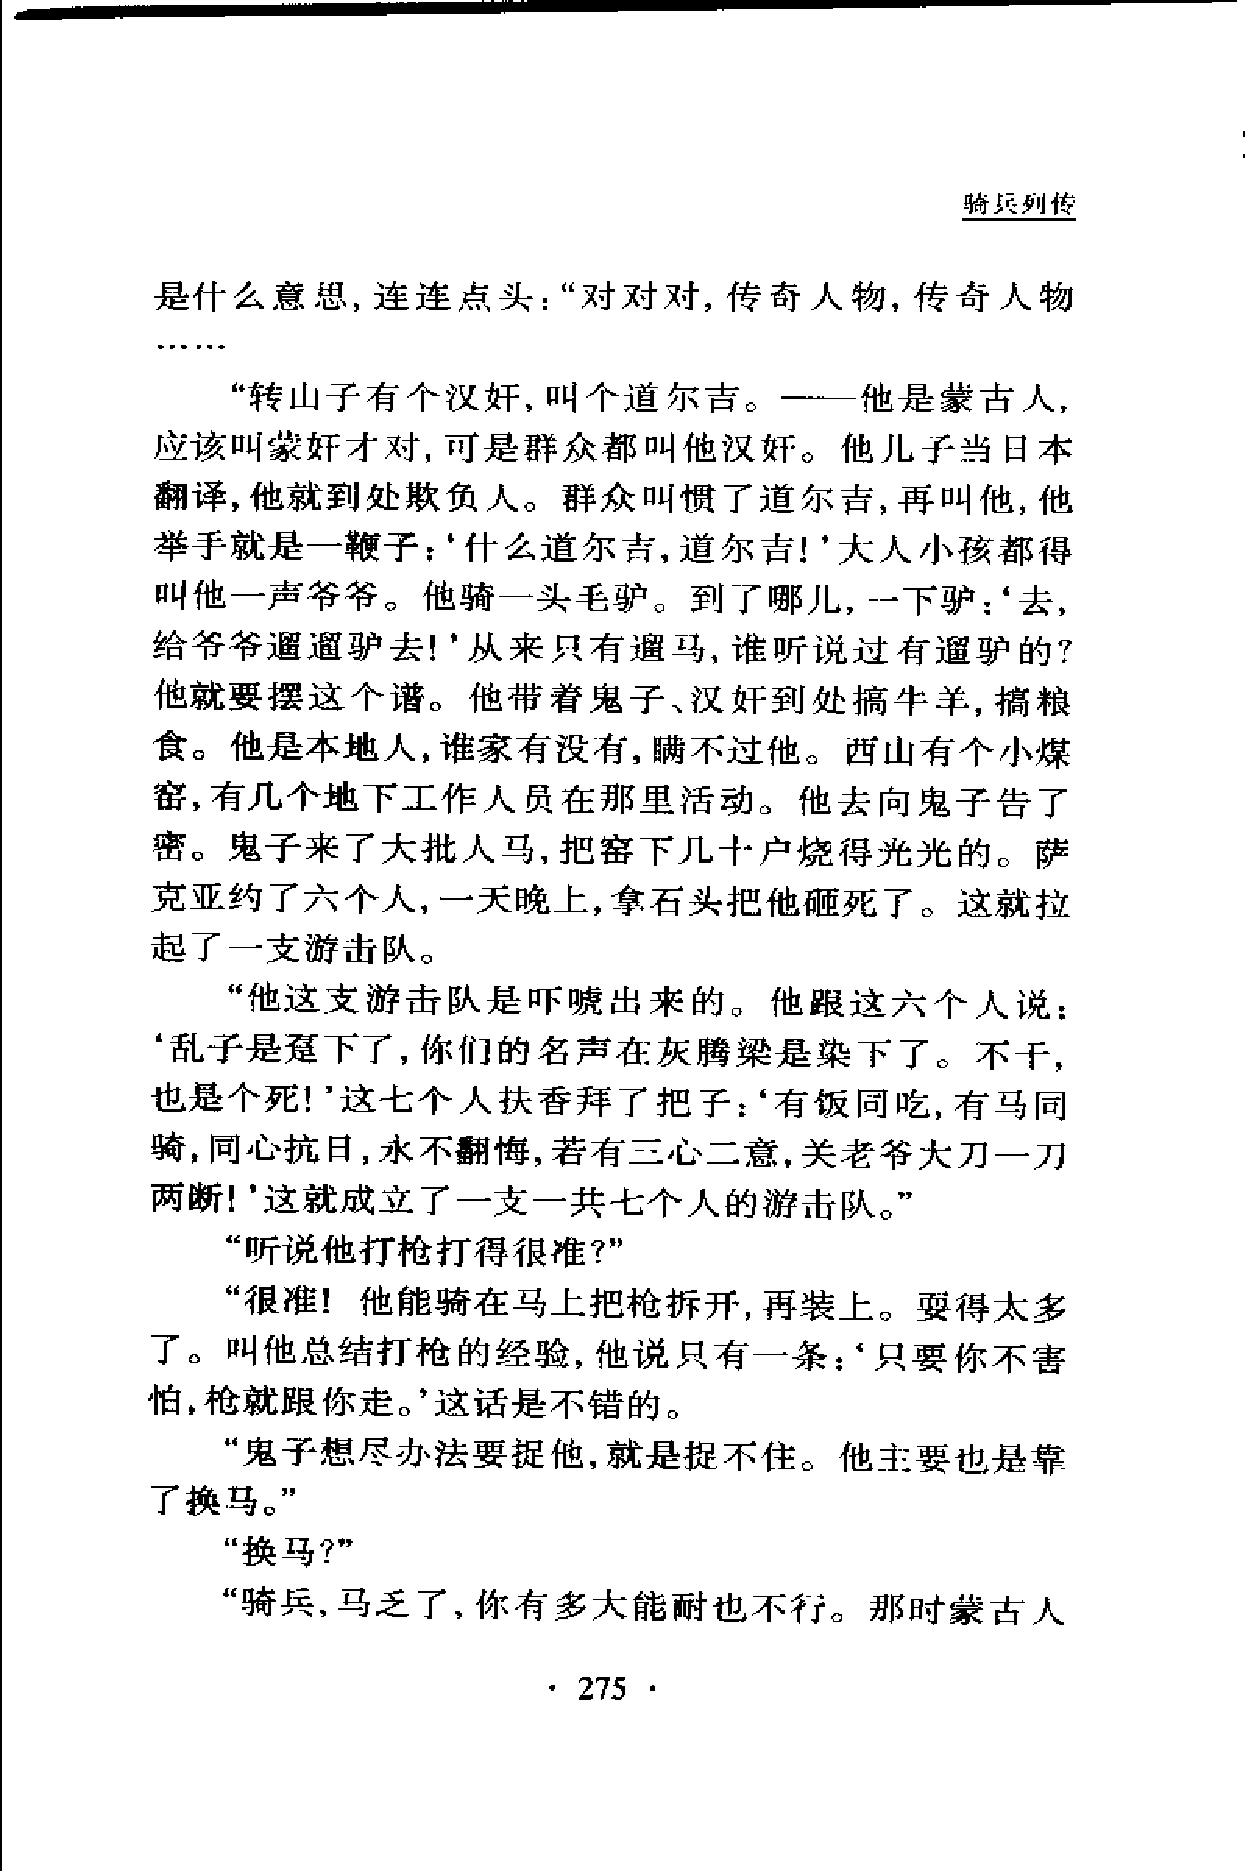 骑兵列传
是什么意思,连连点头:“对对对,传奇人物,传奇人物
……
“转山子有个汉奸,叫个道尔吉。——他是蒙古人,
应该叫蒙奸才对,可是群众都叫他汉奸。他儿子当日本
翻译,他就到处欺负人。群众叫惯了道尔吉,再叫他,他
举手就是一鞭子:‘什么道尔吉,道尔吉!’大人小孩都得
叫他一声爷爷。他骑一头毛驴。到了哪儿,一下驴:‘去,
给爷爷遛遛驴去!’从来只有遛马,谁听说过有遛驴的?
他就要摆这个谱。他带着鬼子、汉奸到处搞牛羊,搞粮
食。他是本地人,谁家有没有,瞒不过他。西山有个小煤
窑,有几个地下工作人员在那里活动。他去向鬼子告了
密。鬼子来了大批人马,把窑下几十户烧得光光的。萨
克亚约了六个人,一天晚上,拿石头把他砸死了。这就拉
起了一支游击队。
“他这支游击队是吓唬出来的。他跟这六个人说:
‘乱子是趸下了,你们的名声在灰腾梁是染下了。不干,
也是个死!’这七个人扶香拜了把子:‘有饭同吃,有马同
骑,同心抗日,永不翻悔,若有三心二意,关老爷大刀一刀
两断!’这就成立了一支一共七个人的游击队。”
“听说他打枪打得很准?”
“很准! 他能骑在马上把枪拆开,再装上。耍得太多
了。叫他总结打枪的经验,他说只有一条:‘只要你不害
怕,枪就跟你走。’这话是不错的。
“鬼子想尽办法要捉他,就是捉不住。他主要也是靠
了换马。”
“换马?”
“骑兵,马乏了,你有多大能耐也不行。那时蒙古人
· 275 ·